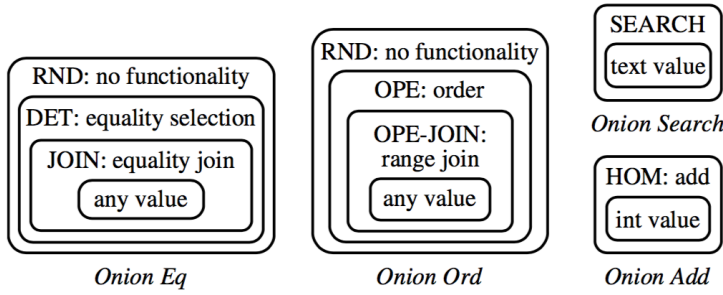 RND: no functionality
DET: equality selection
JOIN: equality join
any value
Onion Eq
RND: no functionality
OPE: order
OPE-JOIN:
range join
any value
Onion Ord
SEARCH
text value
Onion Search
HOM: add
int value
Onion Add